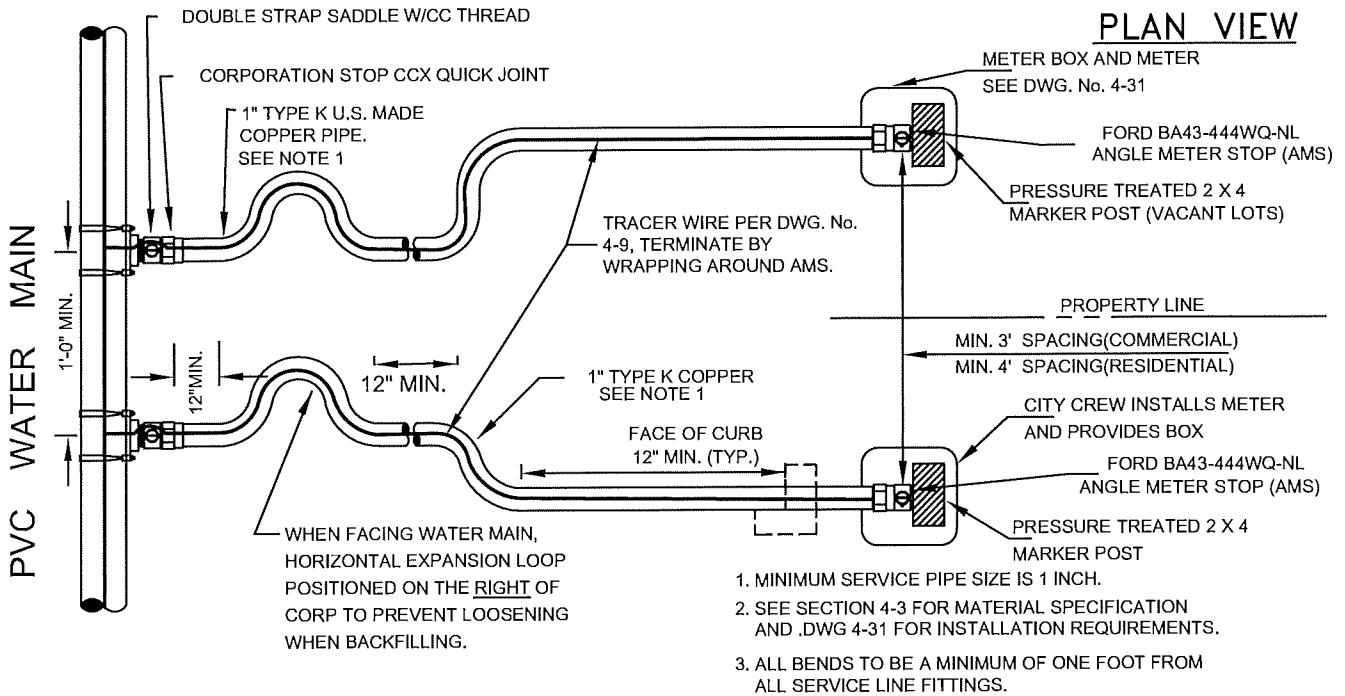 DOUBLE STRAP SADDLE W/CC THREAD
CORPORATION STOP CCX QUICK JOINT
1" TYPE K U.S. MADE
COPPER PIPE.
SEE NOTE 1
PLAN VIEW
METER BOX AND METER
SEE DWG. No. 4-31
FORD BA43-444WQ-NL
ANGLE METER STOP (AMS)
PRESSURE TREATED 2 X 4
MARKER POST (VACANT LOTS)
TRACER WIRE PER DWG. No.
4-9, TERMINATE BY
WRAPPING AROUND AMS.
PROPERTY LINE
MIN. 3' SPACING(COMMERCIAL)
MIN. 4' SPACING(RESIDENTIAL)
PVC WATER MAIN
1'-0" MIN.
12"MIN.
12" MIN.
1" TYPE K COPPER
SEE NOTE 1
FACE OF CURB
12" MIN. (TYP.)
CITY CREW INSTALLS METER
AND PROVIDES BOX
FORD BA43-444WQ-NL
ANGLE METER STOP (AMS)
PRESSURE TREATED 2 X 4
MARKER POST
WHEN FACING WATER MAIN,
HORIZONTAL EXPANSION LOOP
POSITIONED ON THE RIGHT OF
CORP TO PREVENT LOOSENING
WHEN BACKFILLING.
1. MINIMUM SERVICE PIPE SIZE IS 1 INCH.
2. SEE SECTION 4-3 FOR MATERIAL SPECIFICATION
AND .DWG 4-31 FOR INSTALLATION REQUIREMENTS.
3. ALL BENDS TO BE A MINIMUM OF ONE FOOT FROM
ALL SERVICE LINE FITTINGS.